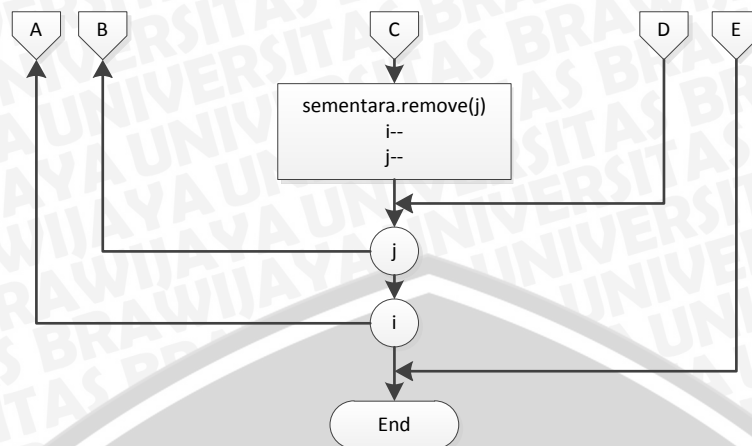 A
B
C
D
E
sementara.remove(j)
i--
j--
j
i
End